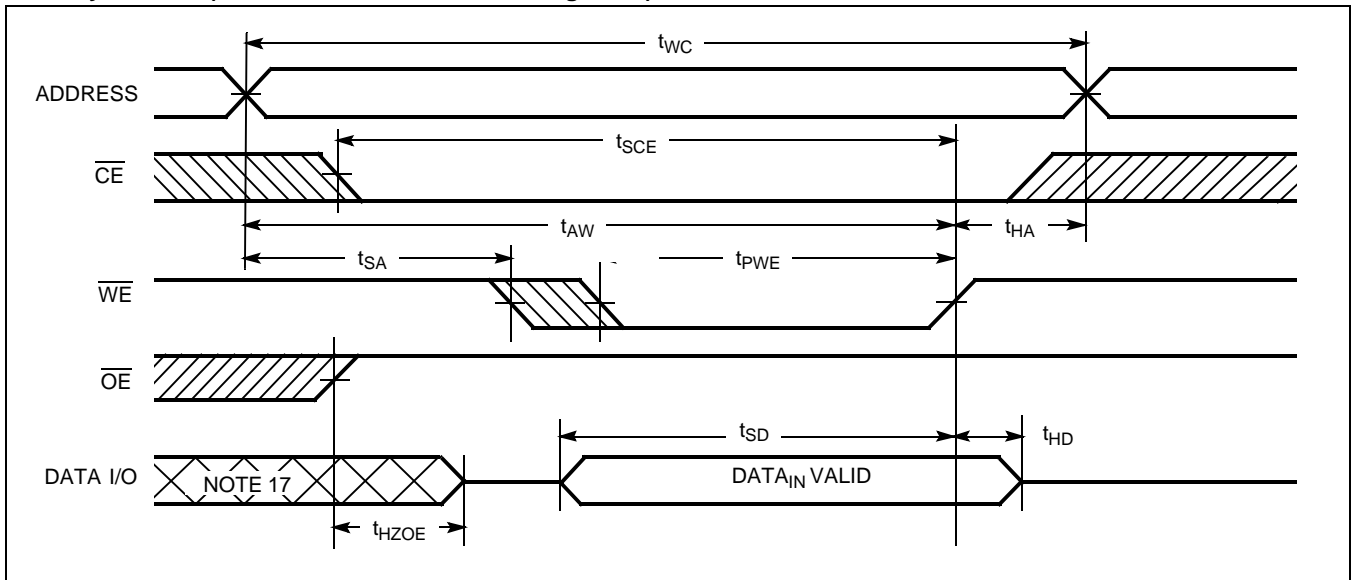 tWC
ADDRESS
tSCE
CE
tAW
tHA
tSA
tPWE
WE
OE
tSD
tHD
DATA I/O
NOTE 17
DATAIN VALID
tHZOE